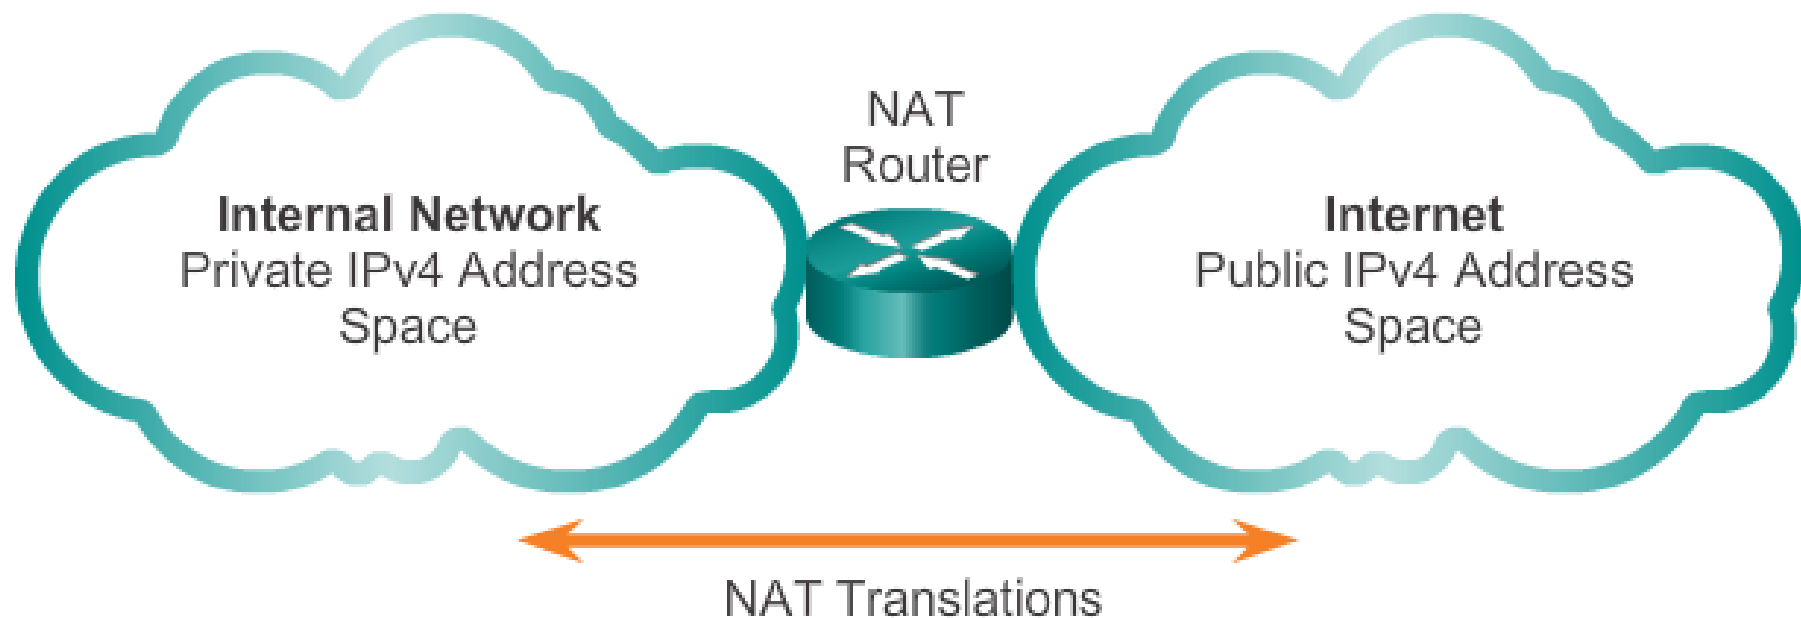 NAT
Router
Internal Network
Private IPv4 Address
Space
Internet
Public IPv4 Address
Space
NAT Translations